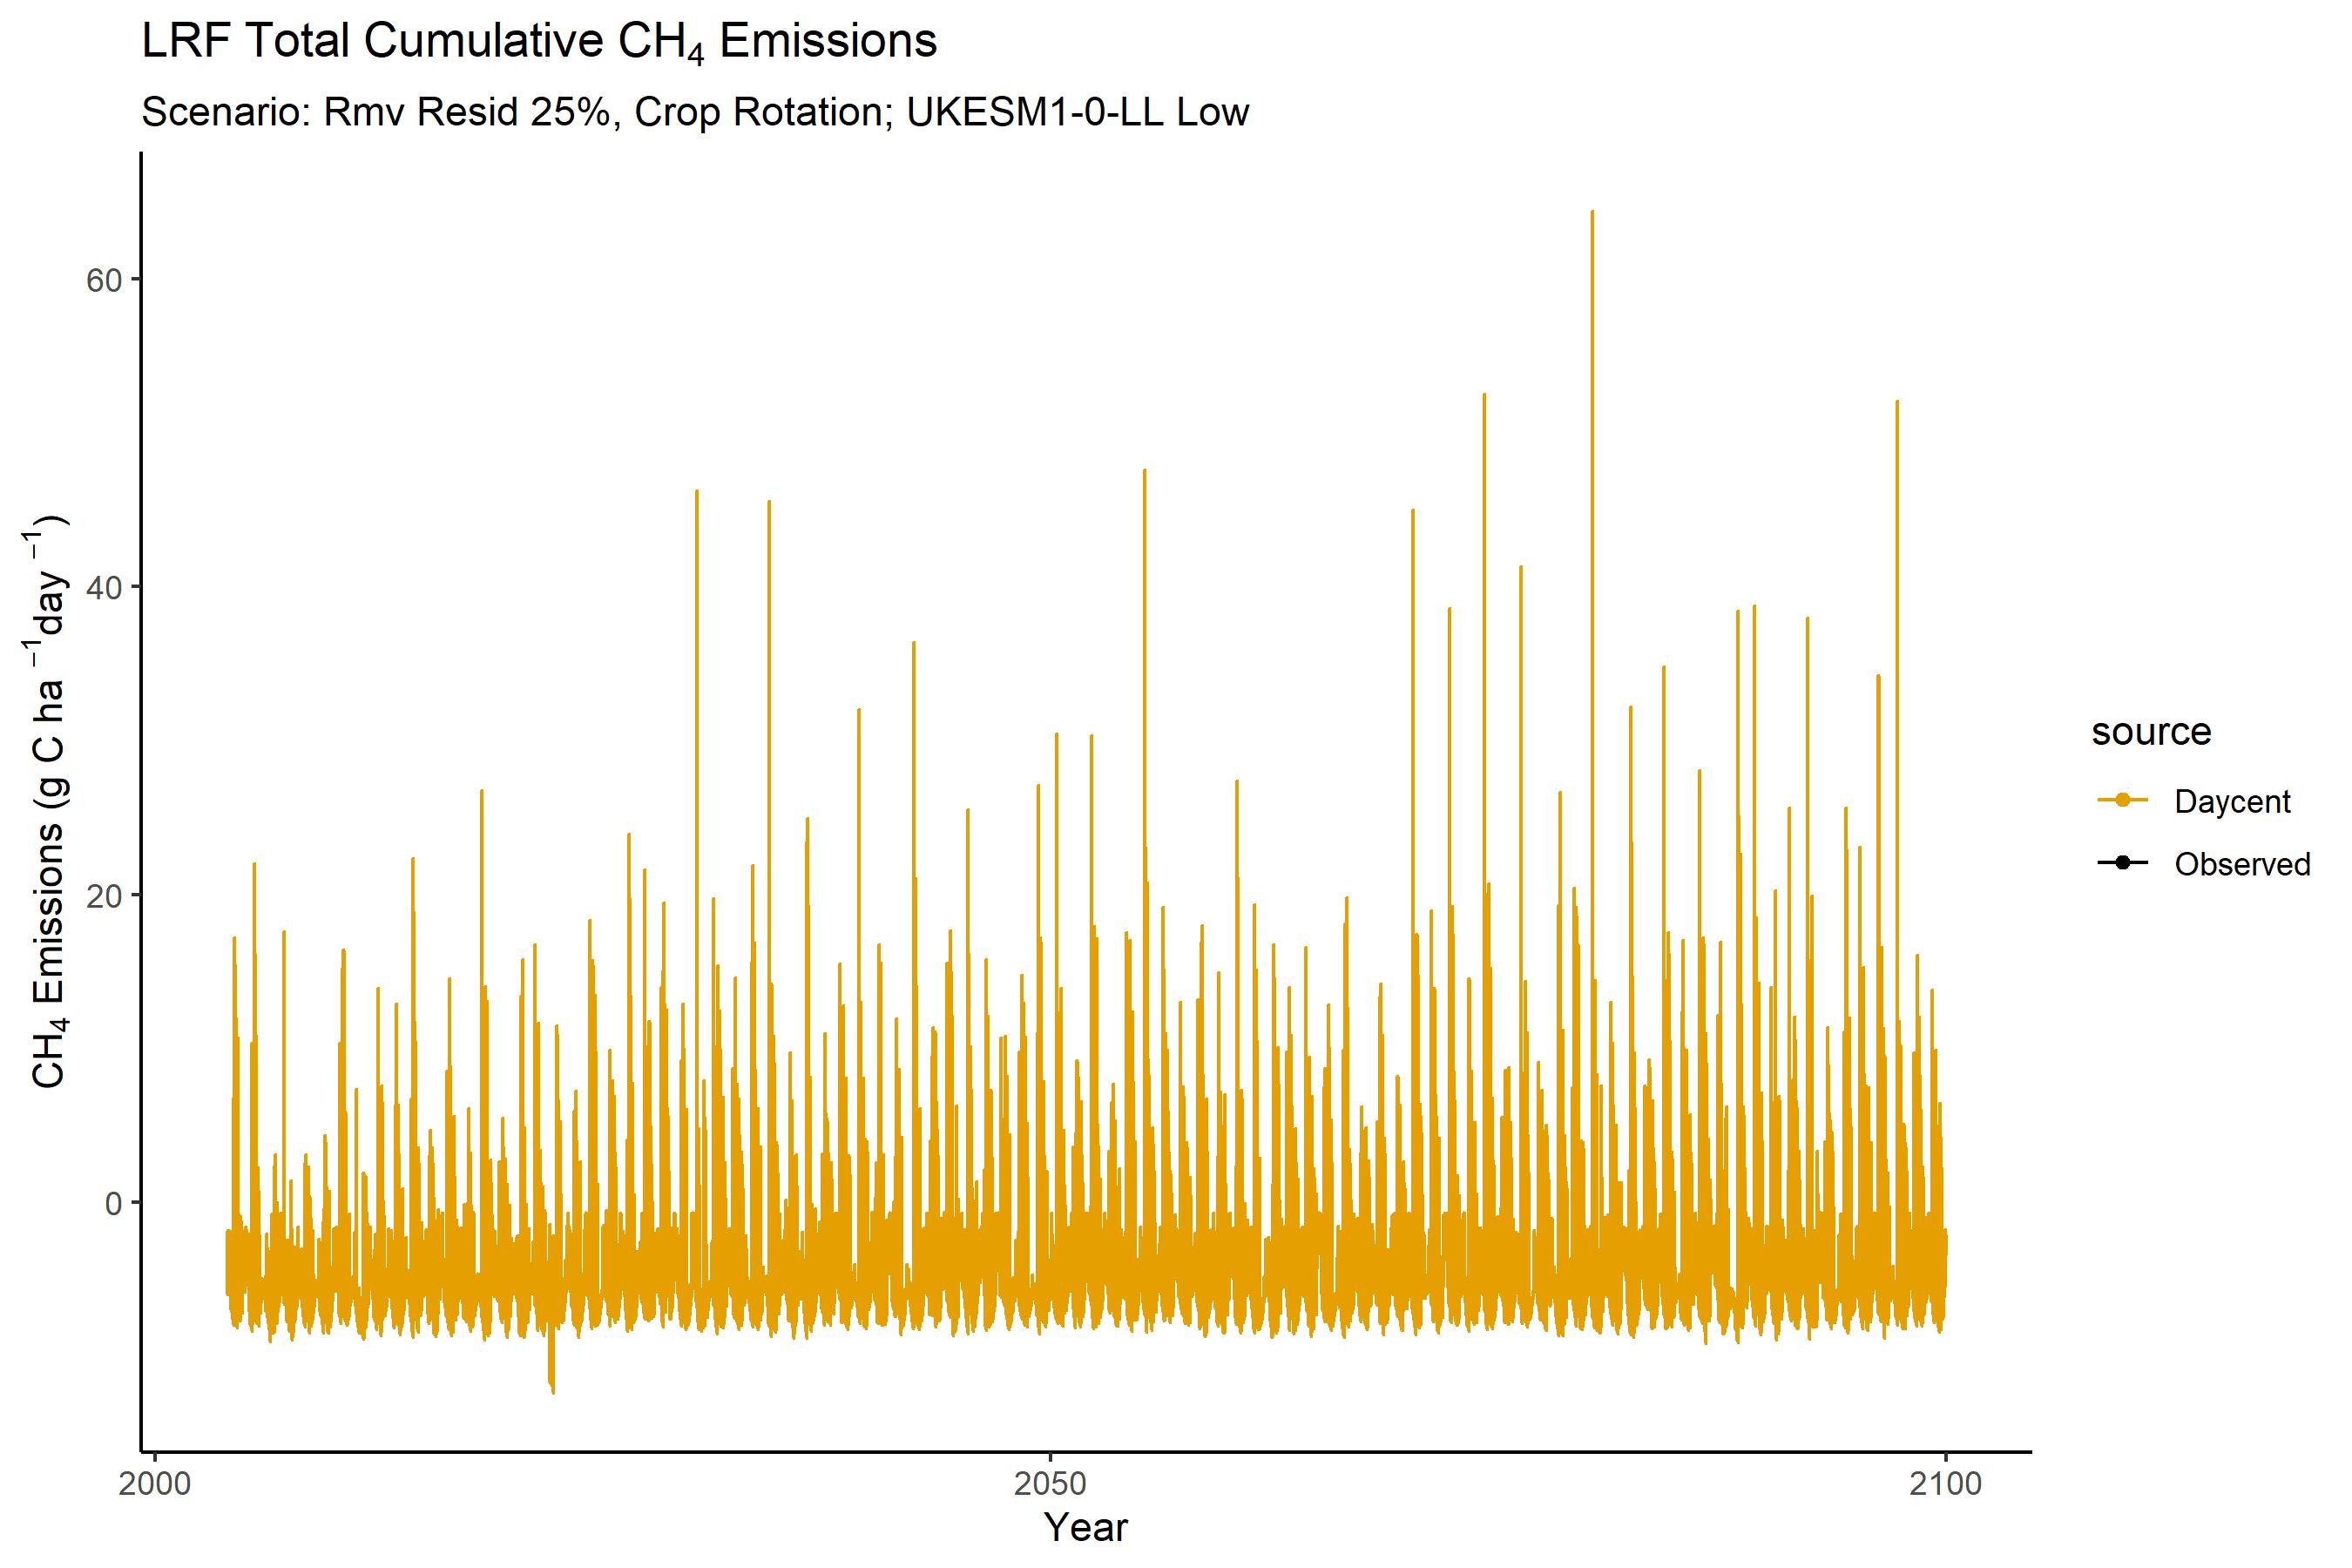 LRF Total Cumulative CH₄ Emissions
Scenario: Rmv Resid 25%, Crop Rotation; UKESM1-0-LL Low
CH₄ Emissions (g C ha ⁻¹day ⁻¹)
60
40
20
0
2000
2050
2100
Year
source
Daycent
Observed